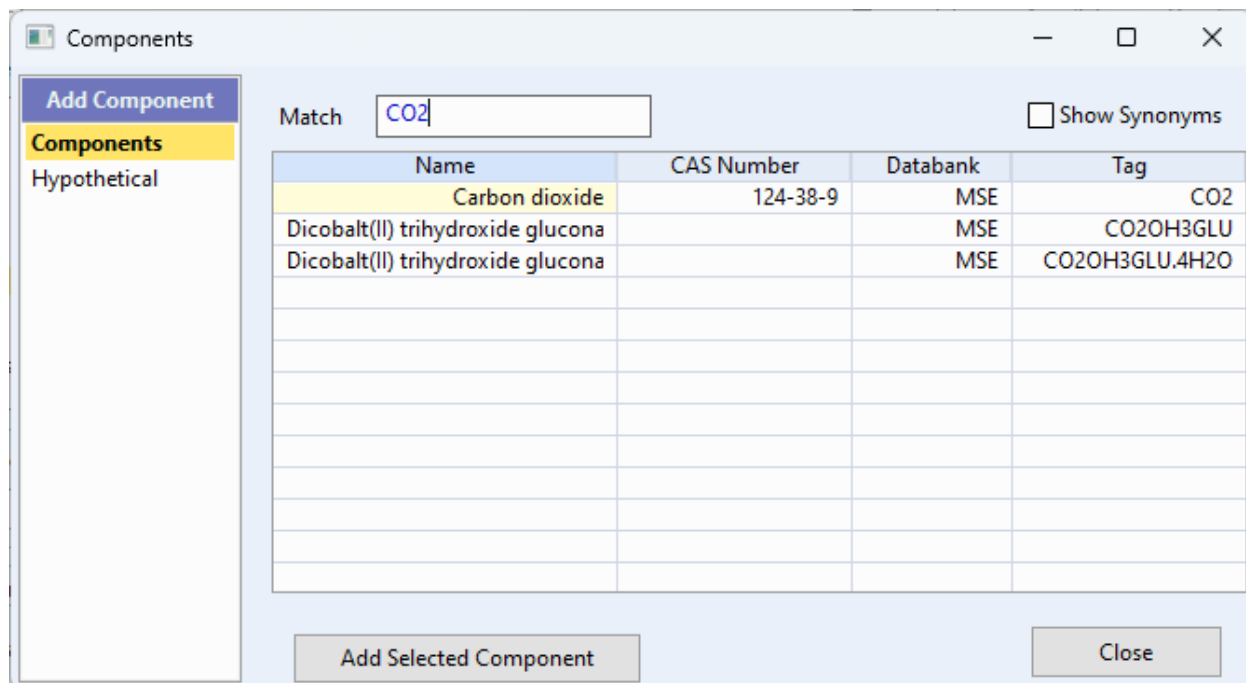 Components
Add Component
Components
Hypothetical
Match CO2 Show Synonyms
Name CAS Number Databank Tag
Carbon dioxide 124-38-9 MSE CO2
Dicobalt(II) trihydroxide glucona MSE CO2OH3GLU
Dicobalt(II) trihydroxide glucona MSE CO2OH3GLU.4H2O
Add Selected Component Close